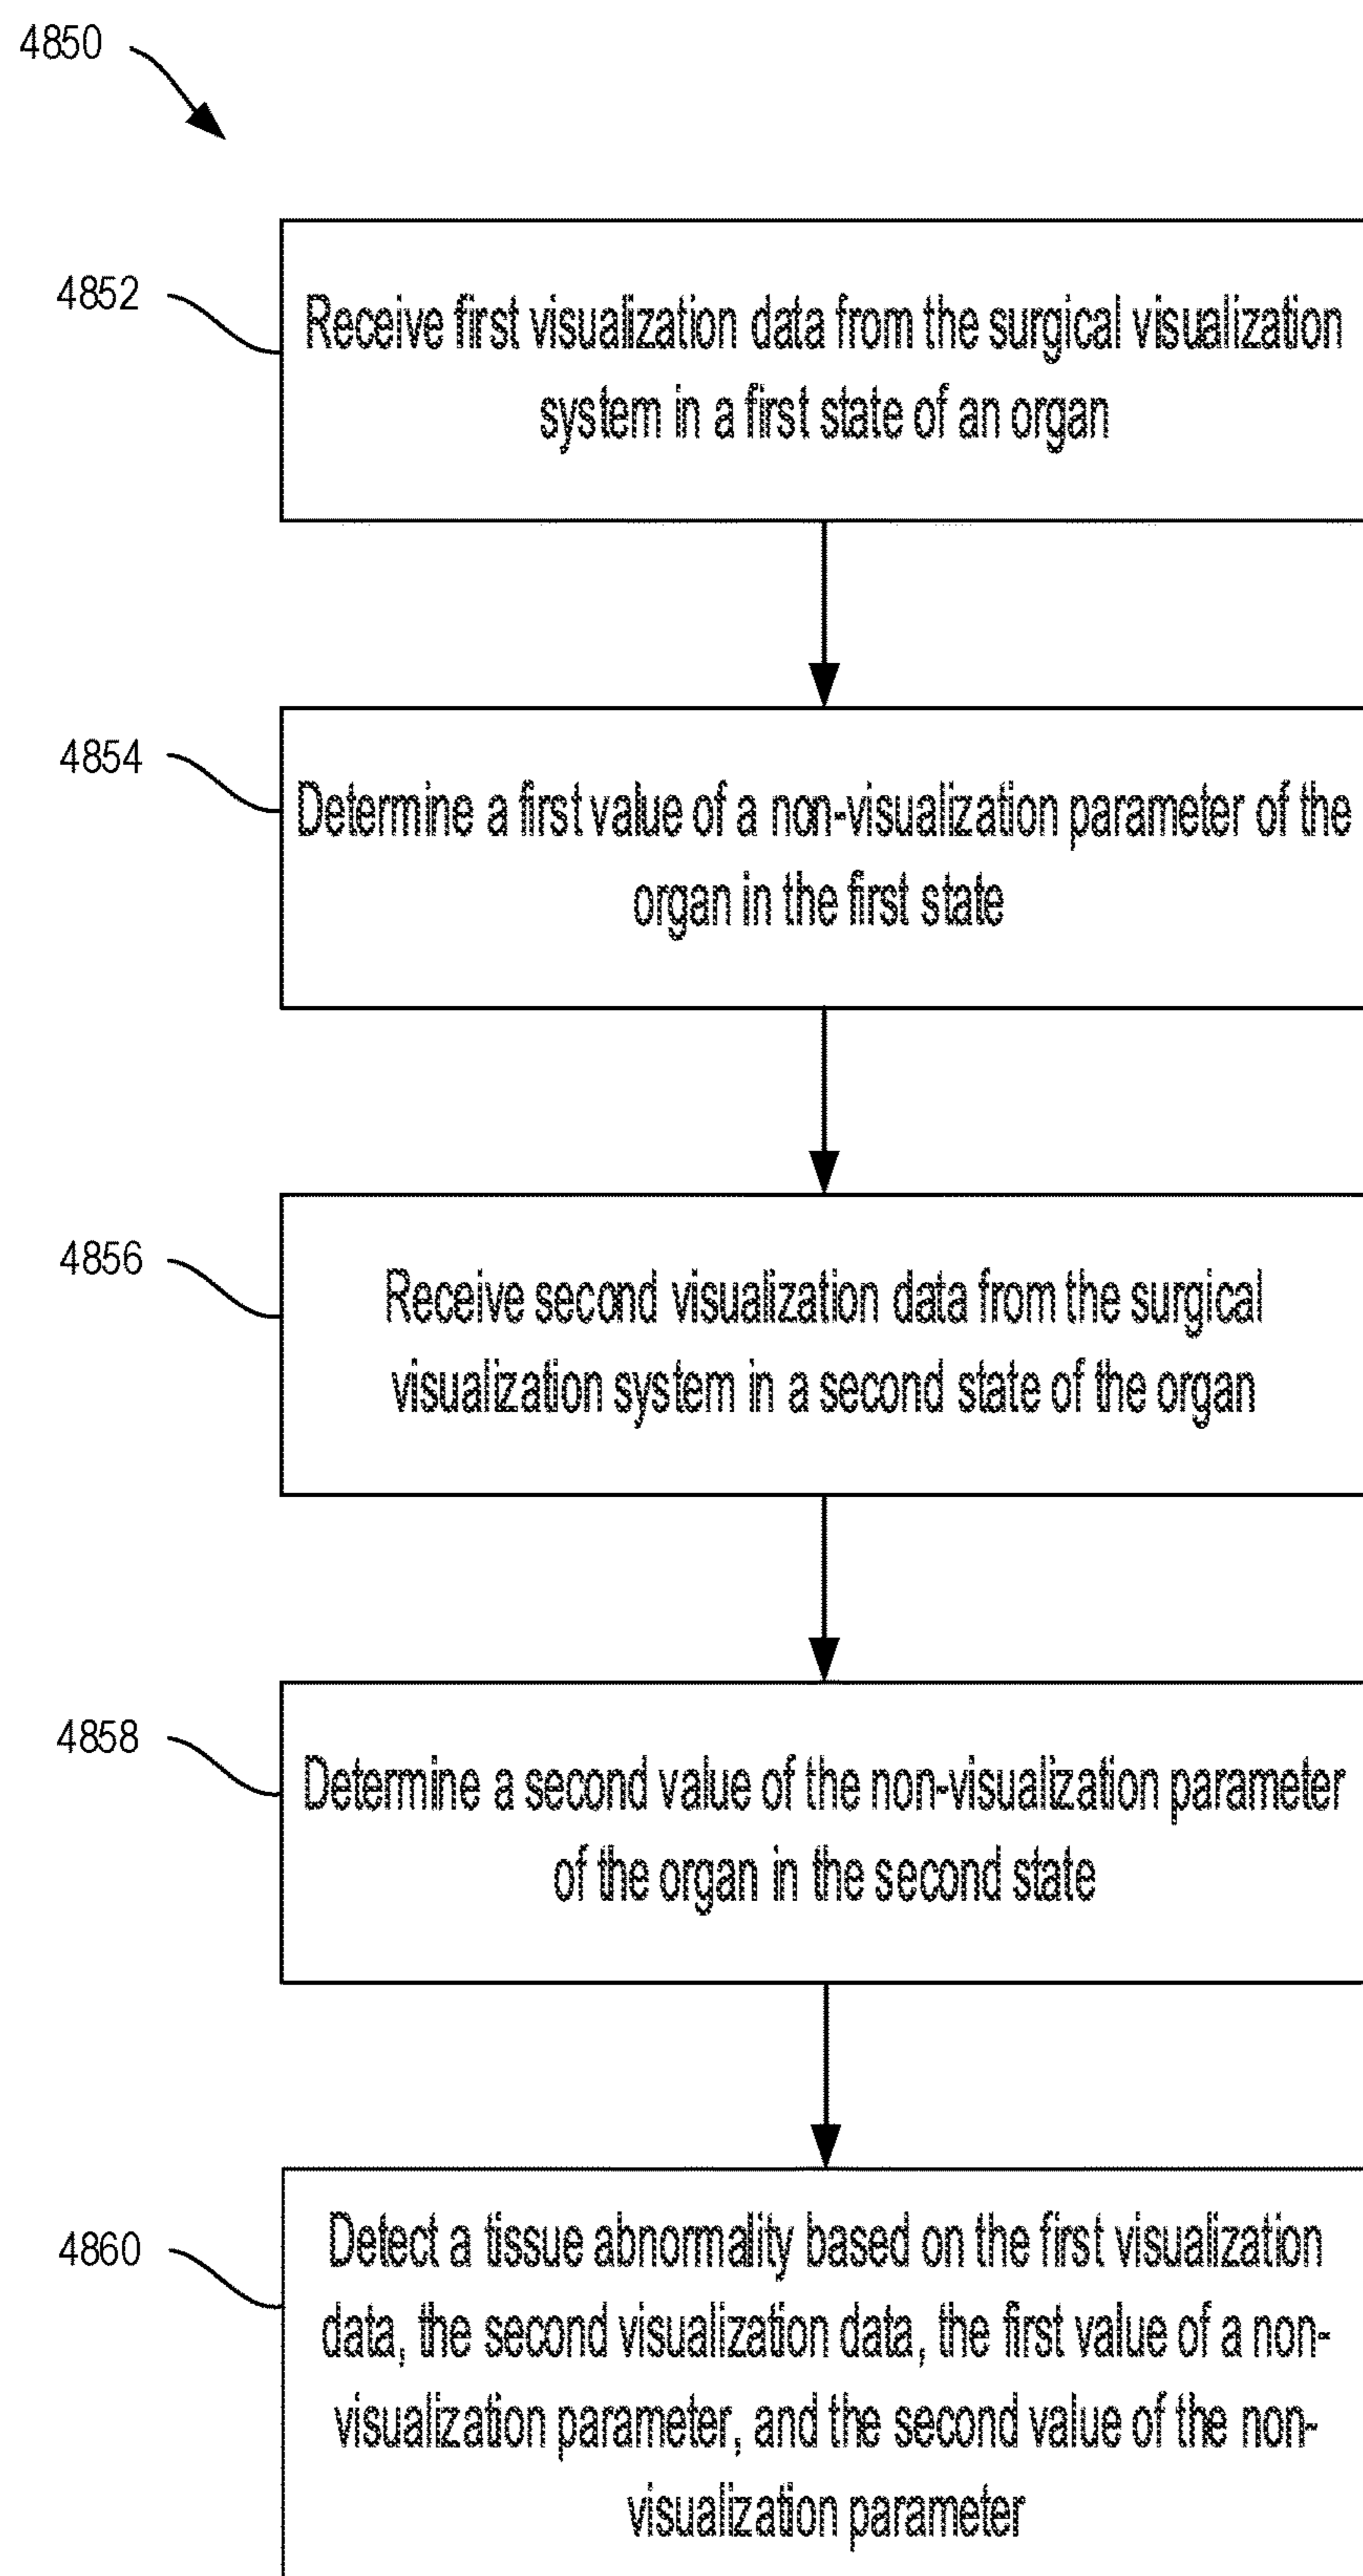 4850
4852
Receive first visualization data from the surgical visualization
system in a first state of an organ
4854
Determine a first value of a non-visualization parameter of the
organ in the first state
4856
Receive second visualization data from the surgical
visualization system in a second state of the organ
4858
Determine a second value of the non-visualization parameter
of the organ in the second state
4860
Detect a tissue abnormality based on the first visualization
data, the second visualization data, the first value of a non-
visualization parameter, and the second value of the non-
visualization parameter